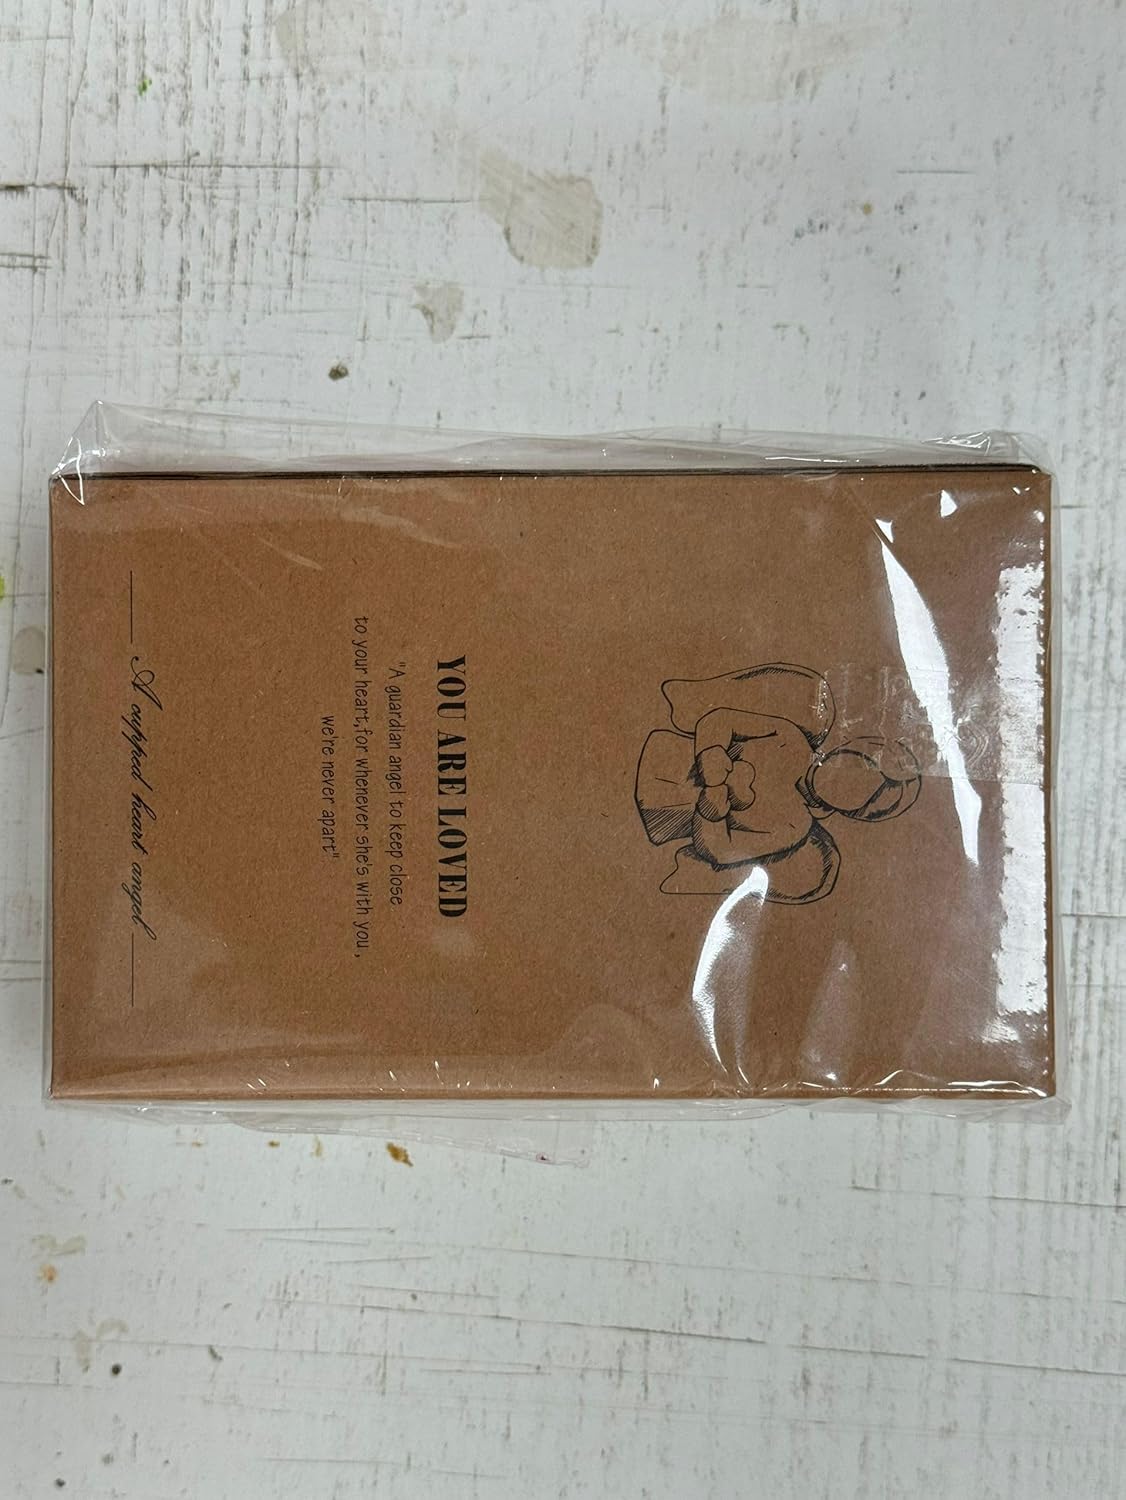 YOU ARE LOVED
"A guardian angel to keep close
to your heart,for whenever she's with you,
we're never apart"
A cupped heart angel